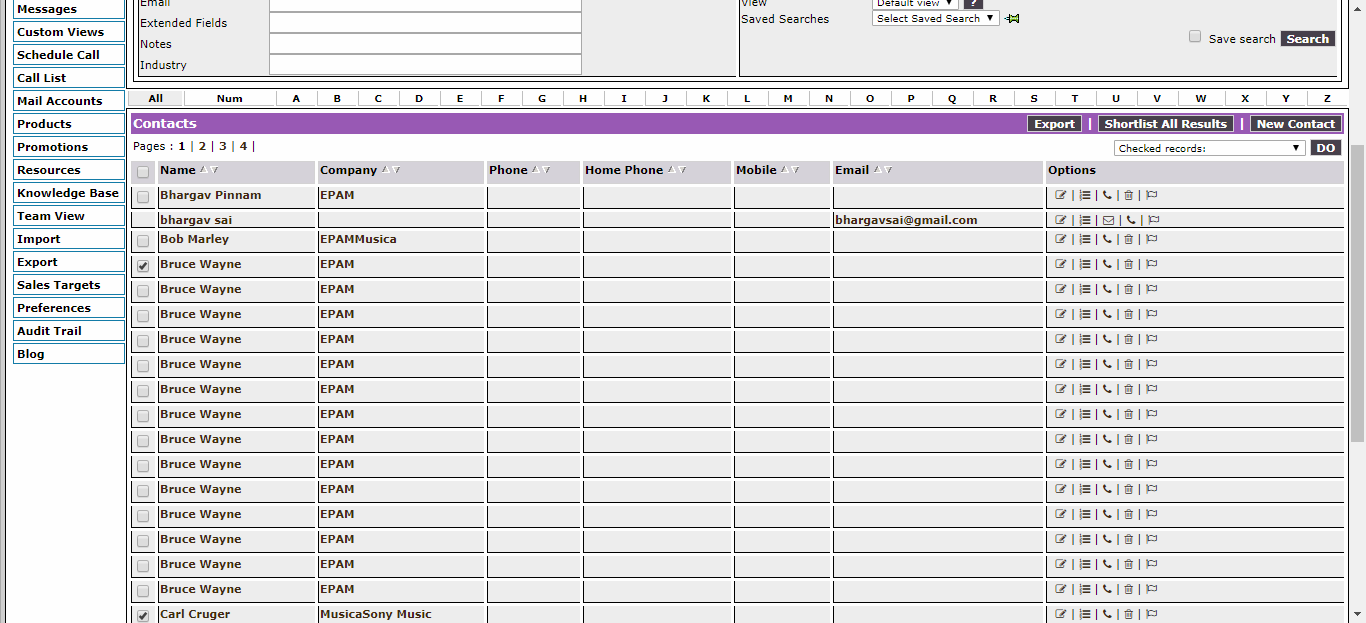 Messages
Custom Views
Schedule Call
Call List
Mail Accounts
Products
Promotions
Resources
Knowledge Base
Team View
Import
Export
Sales Targets
Preferences
Audit Trail
Blog
Email
Extended Fields
Notes
Industry
View Default view ▼ ?
Saved Searches Select Saved Search ▼
Save search Search
All Num A B C D E F G H I J K L M N O P Q R S T U V W X Y Z
Contacts Export | Shortlist All Results | New Contact
Pages : 1 | 2 | 3 | 4 | Checked records: ▼ DO
Name Company Phone Home Phone Mobile Email Options
Bhargav Pinnam EPAM
bhargav sai bhargavsai@gmail.com
Bob Marley EPAMMusica
Bruce Wayne EPAM
Bruce Wayne EPAM
Bruce Wayne EPAM
Bruce Wayne EPAM
Bruce Wayne EPAM
Bruce Wayne EPAM
Bruce Wayne EPAM
Bruce Wayne EPAM
Bruce Wayne EPAM
Bruce Wayne EPAM
Bruce Wayne EPAM
Bruce Wayne EPAM
Bruce Wayne EPAM
Bruce Wayne EPAM
Carl Cruger MusicaSony Music